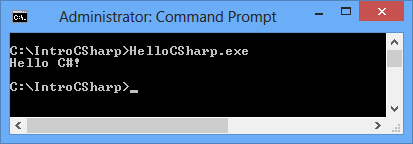 Administrator: Command Prompt
C:\IntroCSharp>HelloCSharp.exe
Hello C#!
C:\IntroCSharp>_